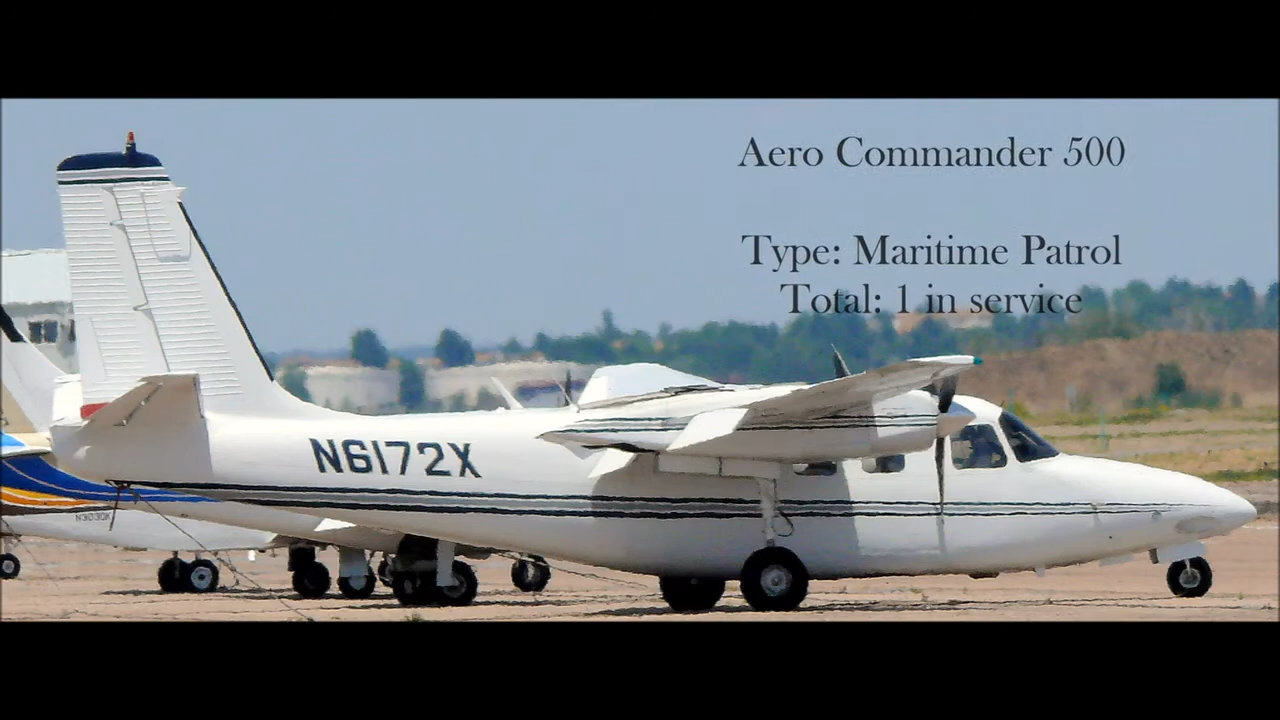 Aero Commander 500
Type: Maritime Patrol
Total: 1 in service
N6172X